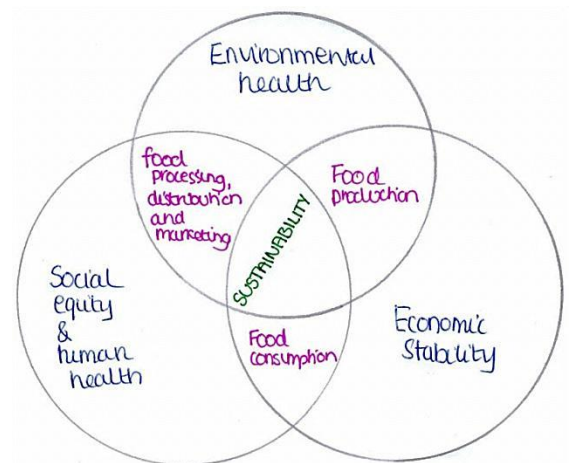 Environmental
health
food
processing,
distribution
and
marketing
Food
production
SUSTAINABILITY
Social
equity
&
human
health
Food
consumption
Economic
Stability